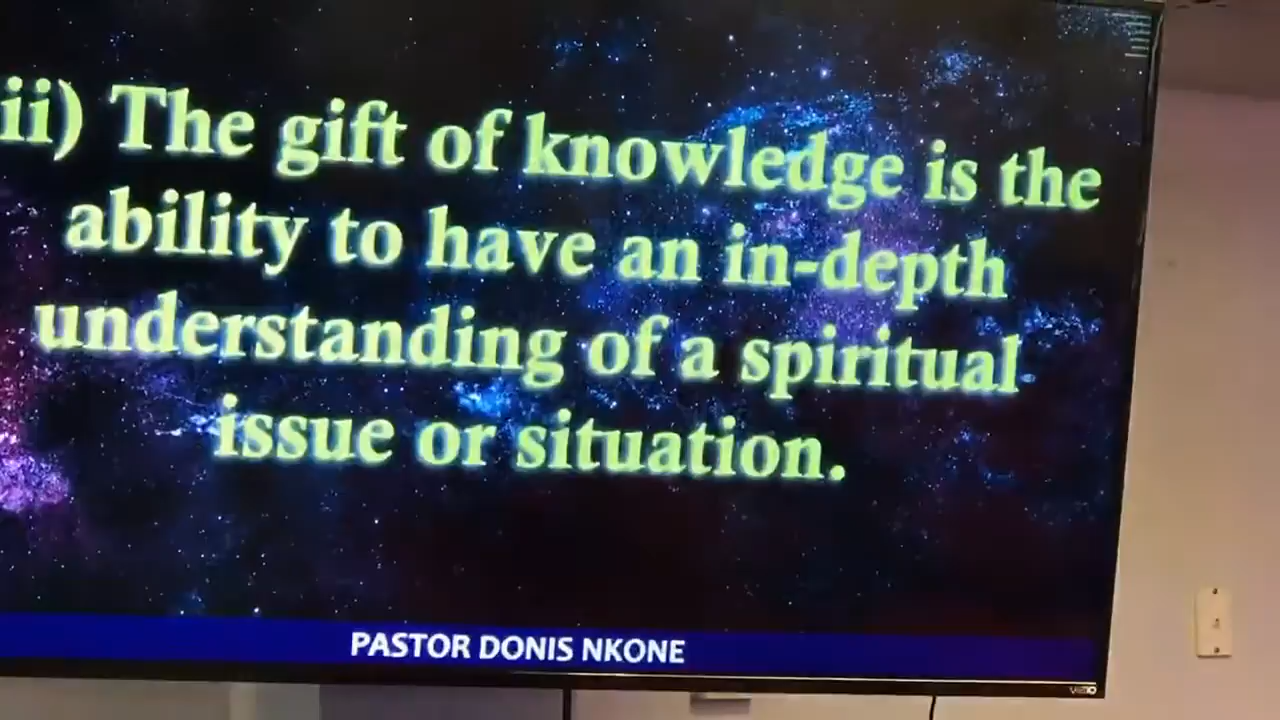 ii) The gift of knowledge is the
ability to have an in-depth
understanding of a spiritual
issue or situation.
PASTOR DONIS NKONE
VIZIO